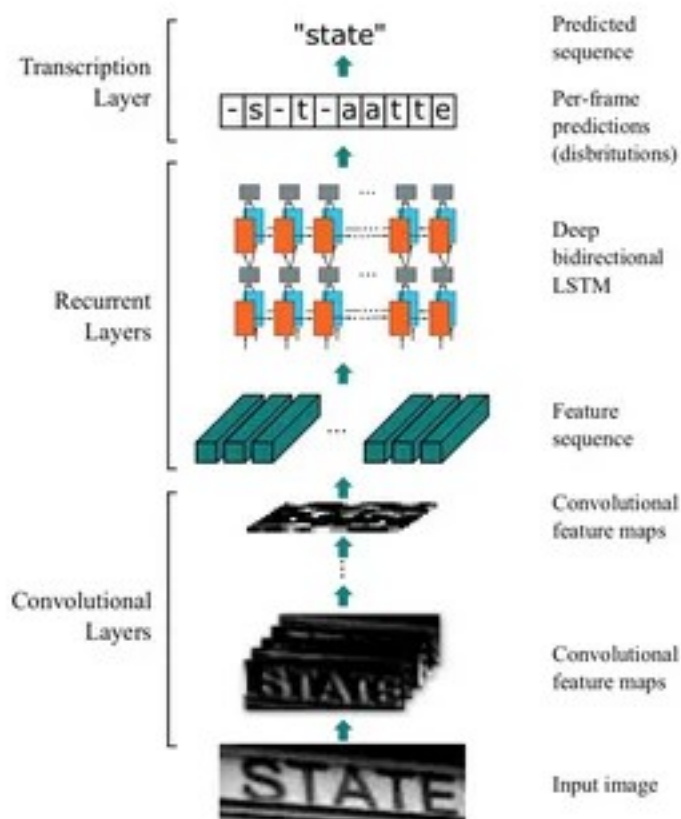 "state"
Predicted
sequence
Transcription
Layer
-s-t-aatte
Per-frame
predictions
(disbritutions)
Recurrent
Layers
Deep
bidirectional
LSTM
Feature
sequence
Convolutional
Layers
Convolutional
feature maps
STATE
Convolutional
feature maps
STATE
Input image